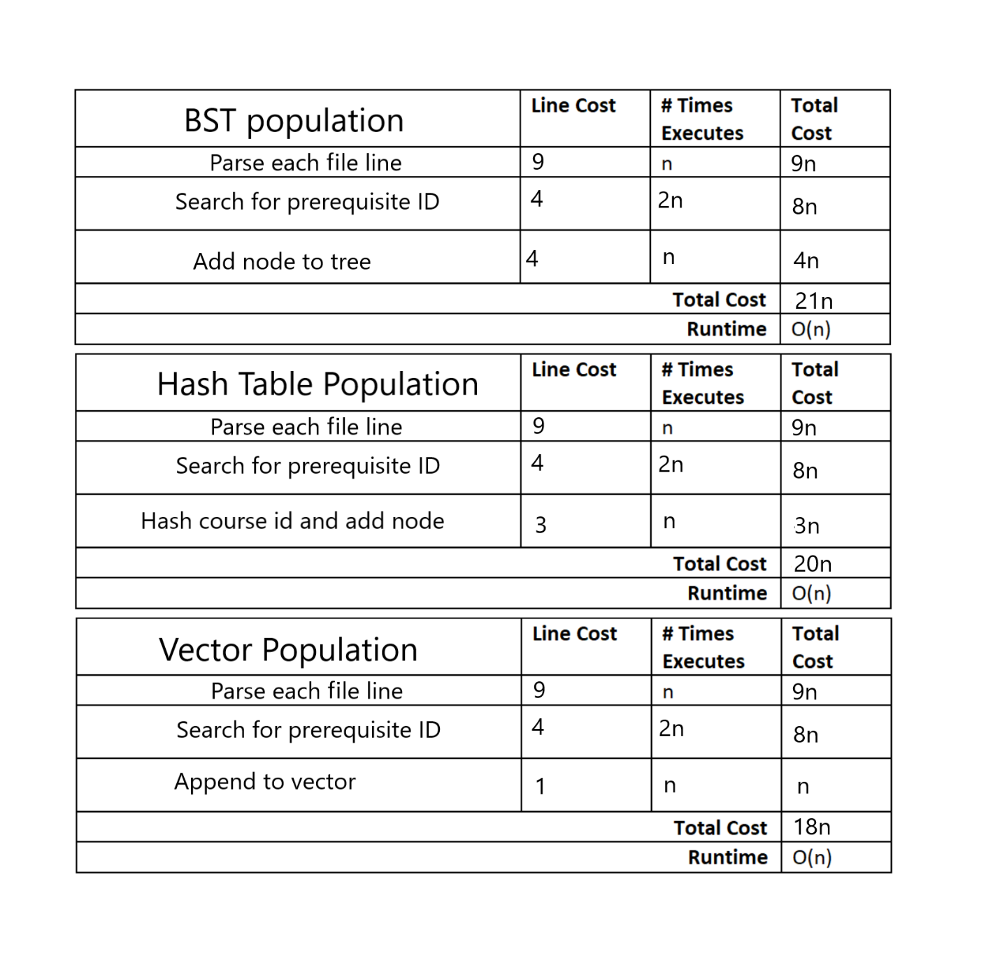 BST population Line Cost # Times Total
Executes Cost
Parse each file line 9 n 9n
Search for prerequisite ID 4 2n 8n
Add node to tree 4 n 4n
Total Cost 21n
Runtime O(n)
Hash Table Population Line Cost # Times Total
Executes Cost
Parse each file line 9 n 9n
Search for prerequisite ID 4 2n 8n
Hash course id and add node 3 n 3n
Total Cost 20n
Runtime O(n)
Vector Population Line Cost # Times Total
Executes Cost
Parse each file line 9 n 9n
Search for prerequisite ID 4 2n 8n
Append to vector 1 n n
Total Cost 18n
Runtime O(n)